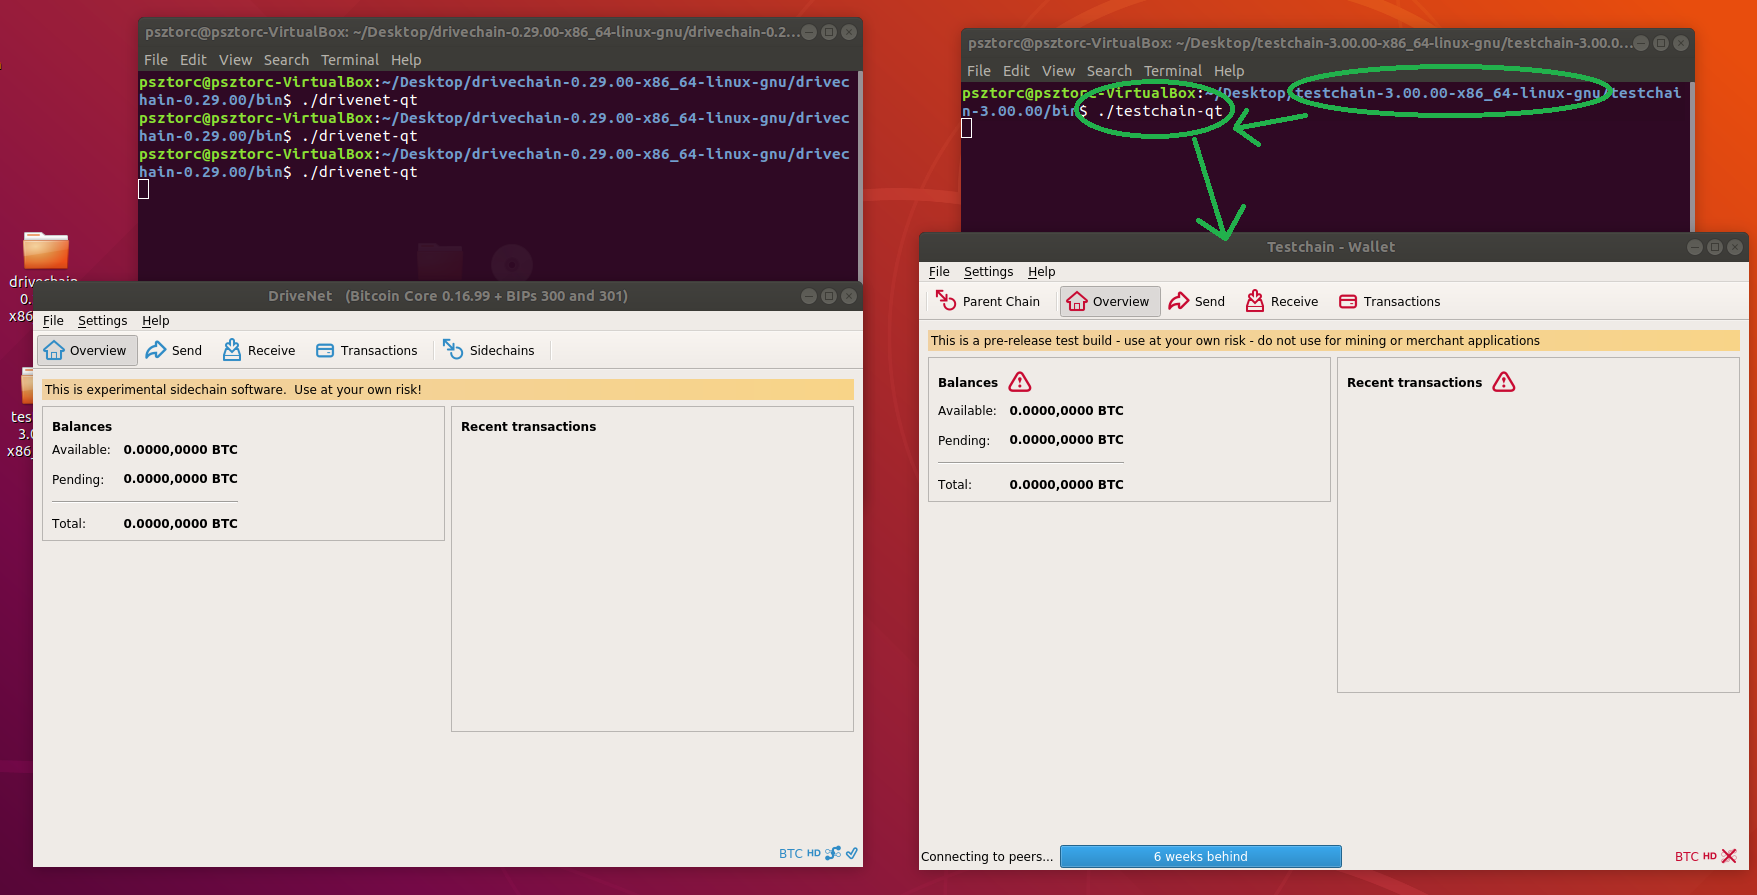 psztorc@psztorc-VirtualBox: ~/Desktop/drivechain-0.29.00-x86_64-linux-gnu/drivechain-0.2...
File Edit View Search Terminal Help
psztorc@psztorc-VirtualBox:~/Desktop/drivechain-0.29.00-x86_64-linux-gnu/drivec
hain-0.29.00/bin$ ./drivenet-qt
psztorc@psztorc-VirtualBox:~/Desktop/drivechain-0.29.00-x86_64-linux-gnu/drivec
hain-0.29.00/bin$ ./drivenet-qt
psztorc@psztorc-VirtualBox:~/Desktop/drivechain-0.29.00-x86_64-linux-gnu/drivec
hain-0.29.00/bin$ ./drivenet-qt
drivechain
0.
x86_
tes
3.0
x86_
DriveNet (Bitcoin Core 0.16.99 + BIPs 300 and 301)
File Settings Help
Overview Send Receive Transactions Sidechains
This is experimental sidechain software. Use at your own risk!
Balances
Available: 0.0000,0000 BTC
Pending: 0.0000,0000 BTC
Total: 0.0000,0000 BTC
Recent transactions
BTC HD
psztorc@psztorc-VirtualBox: ~/Desktop/testchain-3.00.00-x86_64-linux-gnu/testchain-3.00.0...
File Edit View Search Terminal Help
psztorc@psztorc-VirtualBox:~/Desktop/testchain-3.00.00-x86_64-linux-gnu/testchai
n-3.00.00/bin$ ./testchain-qt
Testchain - Wallet
File Settings Help
Parent Chain Overview Send Receive Transactions
This is a pre-release test build - use at your own risk - do not use for mining or merchant applications
Balances
Available: 0.0000,0000 BTC
Pending: 0.0000,0000 BTC
Total: 0.0000,0000 BTC
Recent transactions
Connecting to peers... 6 weeks behind
BTC HD